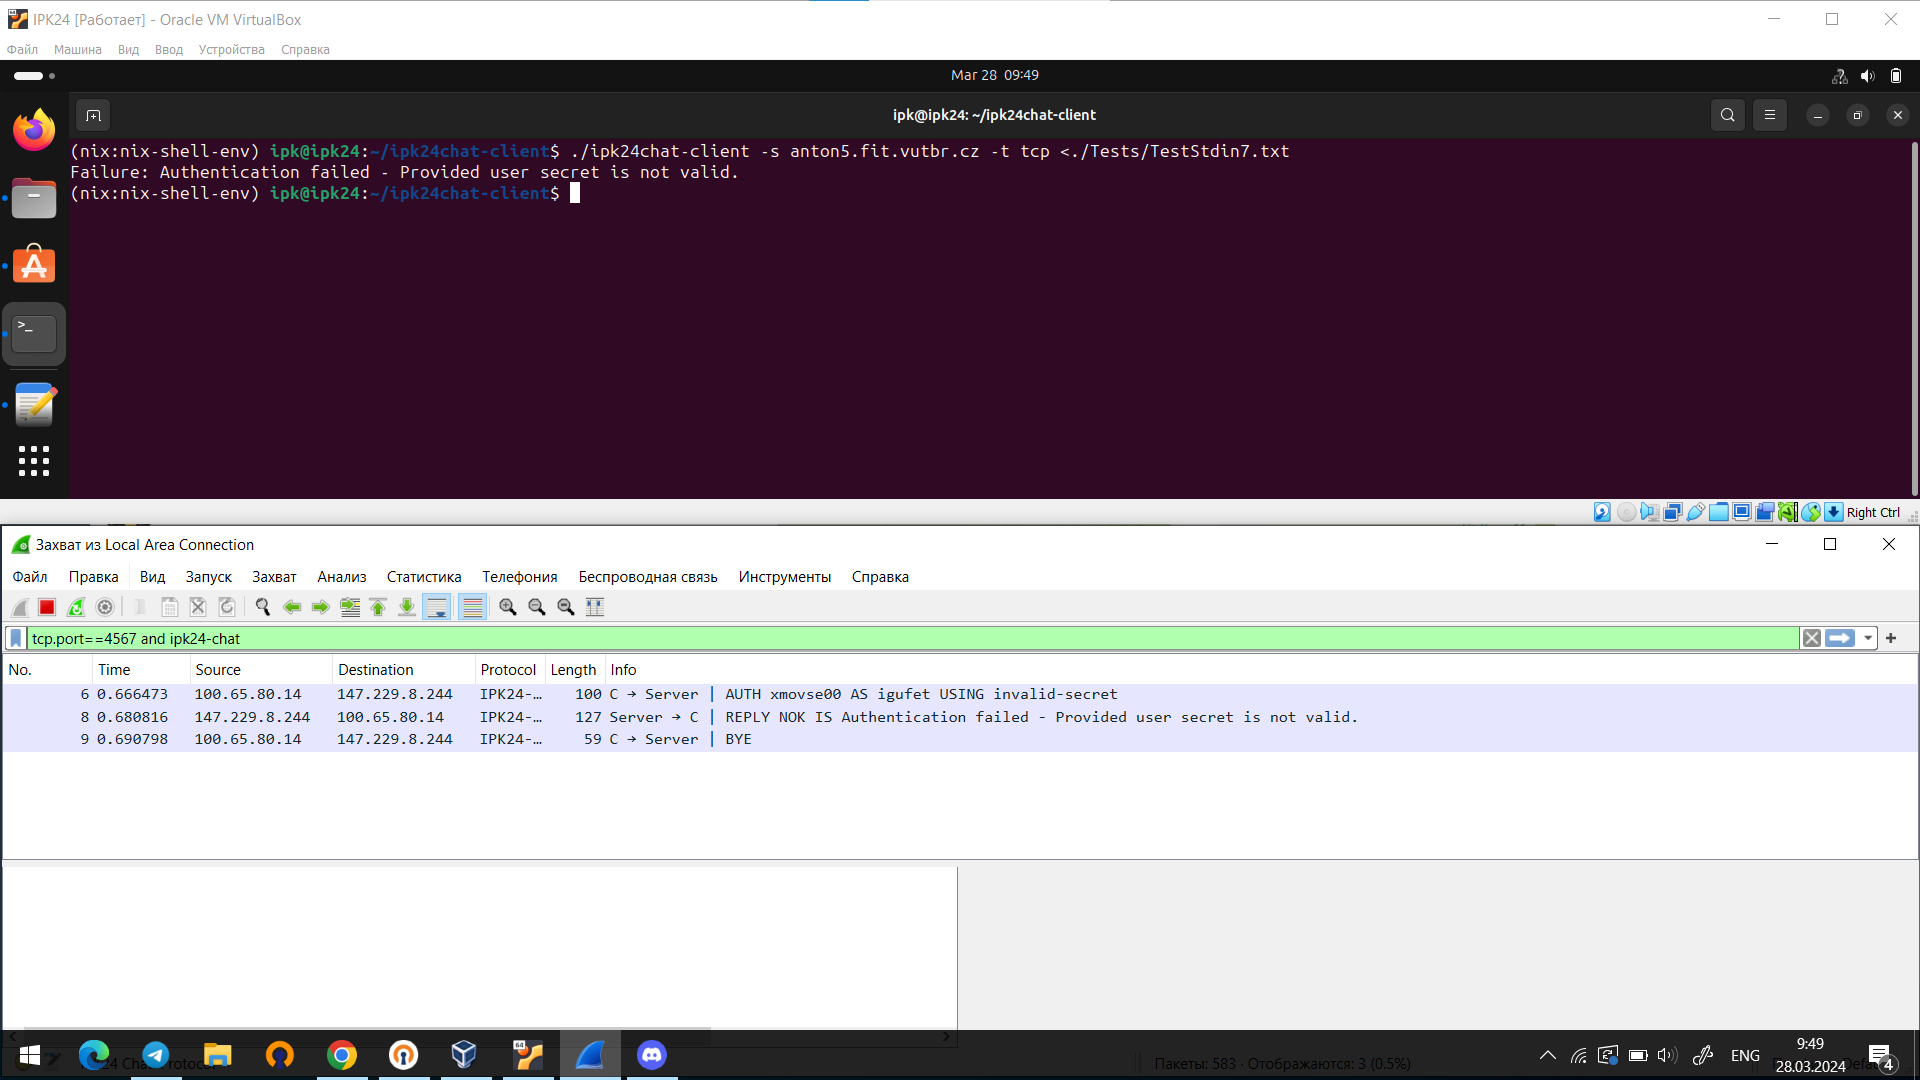 IPK24 [Работает] - Oracle VM VirtualBox
Файл Машина Вид Ввод Устройства Справка
Mar 28 09:49
ipk@ipk24: ~/ipk24chat-client
(nix:nix-shell-env) ipk@ipk24:~/ipk24chat-client$ ./ipk24chat-client -s anton5.fit.vutbr.cz -t tcp <./Tests/TestStdin7.txt
Failure: Authentication failed - Provided user secret is not valid.
(nix:nix-shell-env) ipk@ipk24:~/ipk24chat-client$
Right Ctrl
Захват из Local Area Connection
Файл Правка Вид Запуск Захват Анализ Статистика Телефония Беспроводная связь Инструменты Справка
tcp.port==4567 and ipk24-chat
No. Time Source Destination Protocol Length Info
6 0.666473 100.65.80.14 147.229.8.244 IPK24-… 100 C → Server | AUTH xmovse00 AS igufet USING invalid-secret
8 0.680816 147.229.8.244 100.65.80.14 IPK24-… 127 Server → C | REPLY NOK IS Authentication failed - Provided user secret is not valid.
9 0.690798 100.65.80.14 147.229.8.244 IPK24-… 59 C → Server | BYE
Пакеты: 583 · Отображаются: 3 (0.5%)
64
ENG
9:49
28.03.2024
4